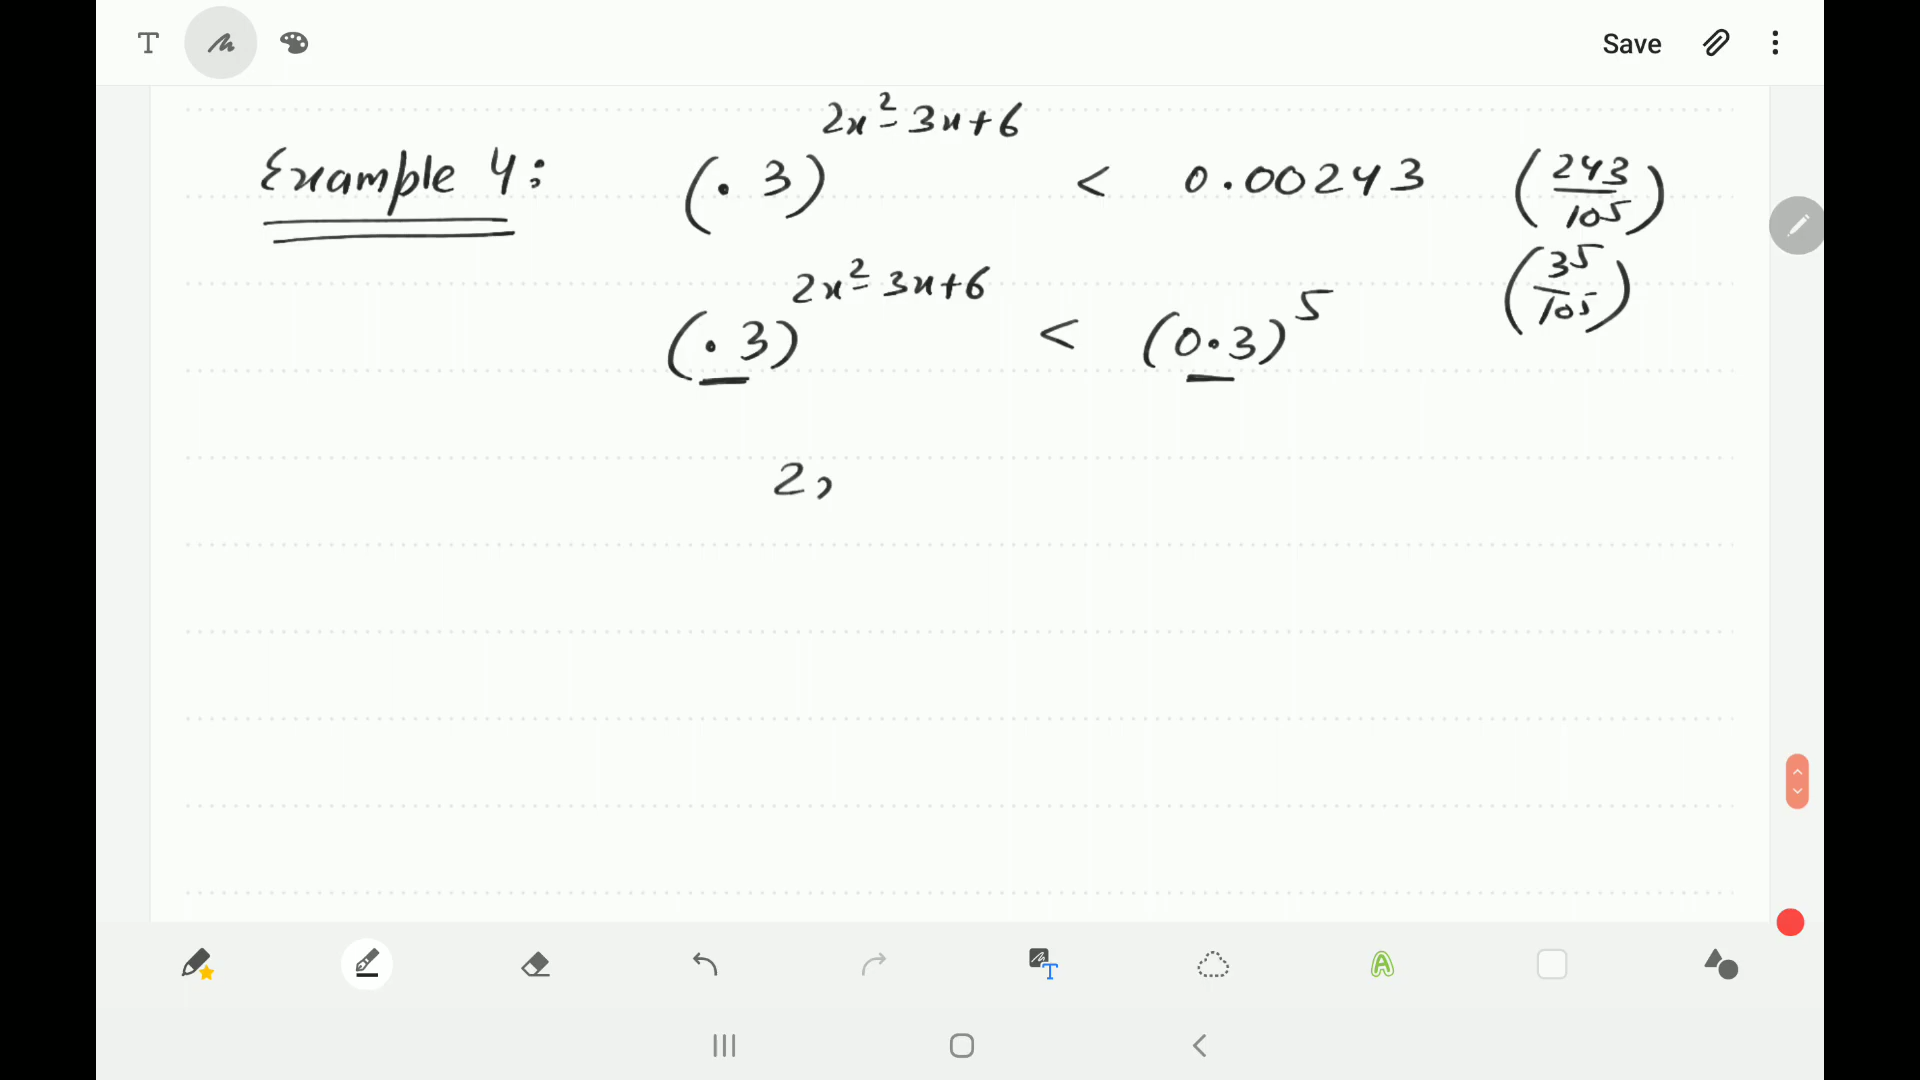 Save
Example 4: (.3)^{2x²-3x+6} < 0.00243 (243/10⁵)
(.3)^{2x²-3x+6} < (0.3)⁵ (3⁵/10⁵)
2,